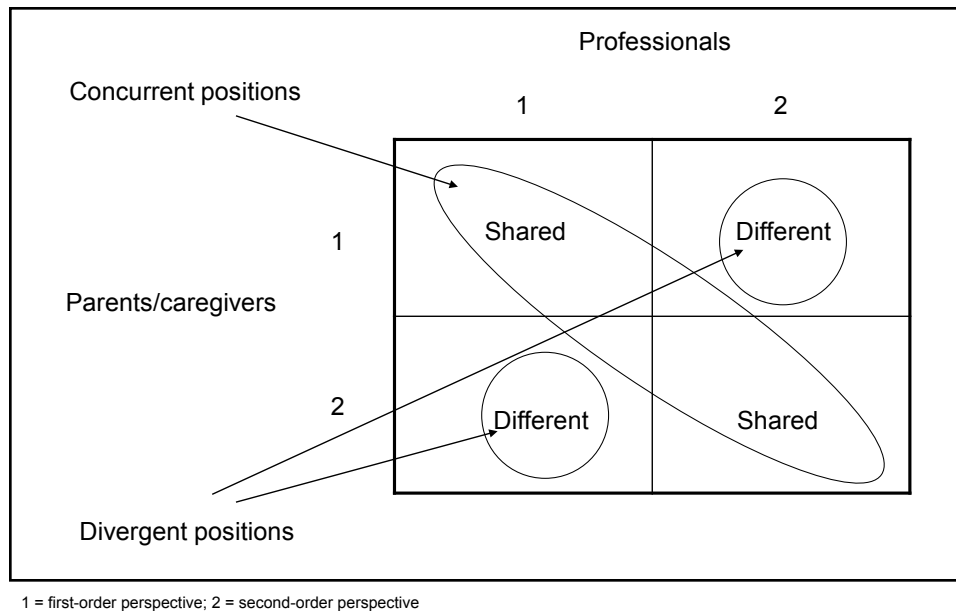 Professionals
Concurrent positions
1 2
Shared Different
1
Parents/caregivers
2
Different Shared
Divergent positions
1 = first-order perspective; 2 = second-order perspective